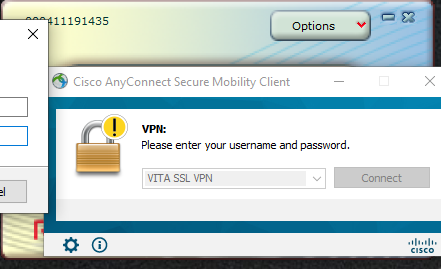 Options
Cisco AnyConnect Secure Mobility Client
VPN:
Please enter your username and password.
VITA SSL VPN
Connect
el
CISCO